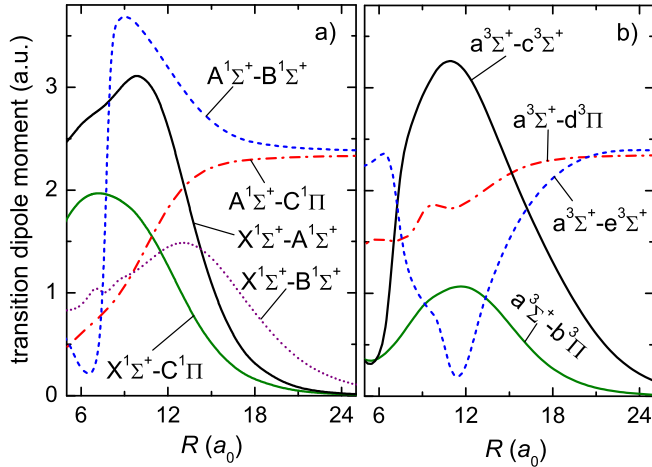 transition dipole moment (a.u.)
3
2
1
0
a)
A¹Σ⁺-B¹Σ⁺
A¹Σ⁺-C¹Π
X¹Σ⁺-A¹Σ⁺
X¹Σ⁺-B¹Σ⁺
X¹Σ⁺-C¹Π
6 12 18 24
R (a₀)
b)
a³Σ⁺-c³Σ⁺
a³Σ⁺-d³Π
a³Σ⁺-e³Σ⁺
a³Σ⁺-b³Π
6 12 18 24
R (a₀)